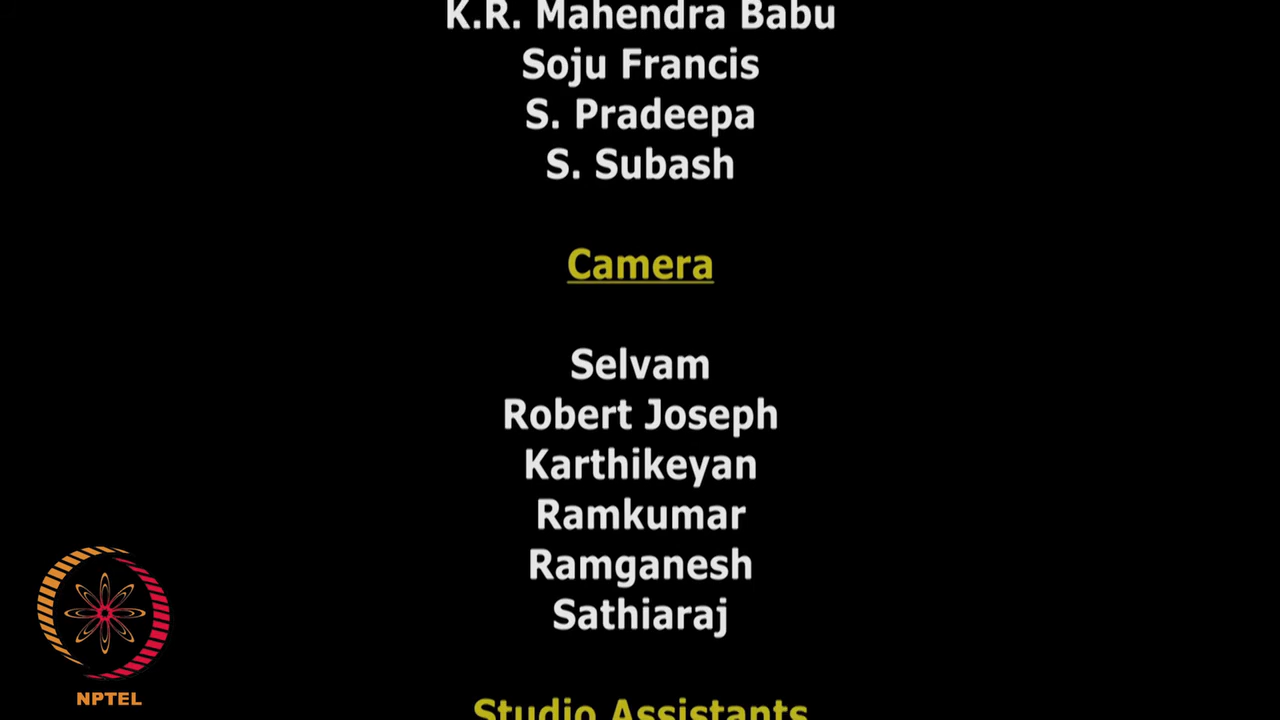 K.R. Mahendra Babu
Soju Francis
S. Pradeepa
S. Subash
Camera
Selvam
Robert Joseph
Karthikeyan
Ramkumar
Ramganesh
Sathiaraj
NPTEL
Studio Assistants